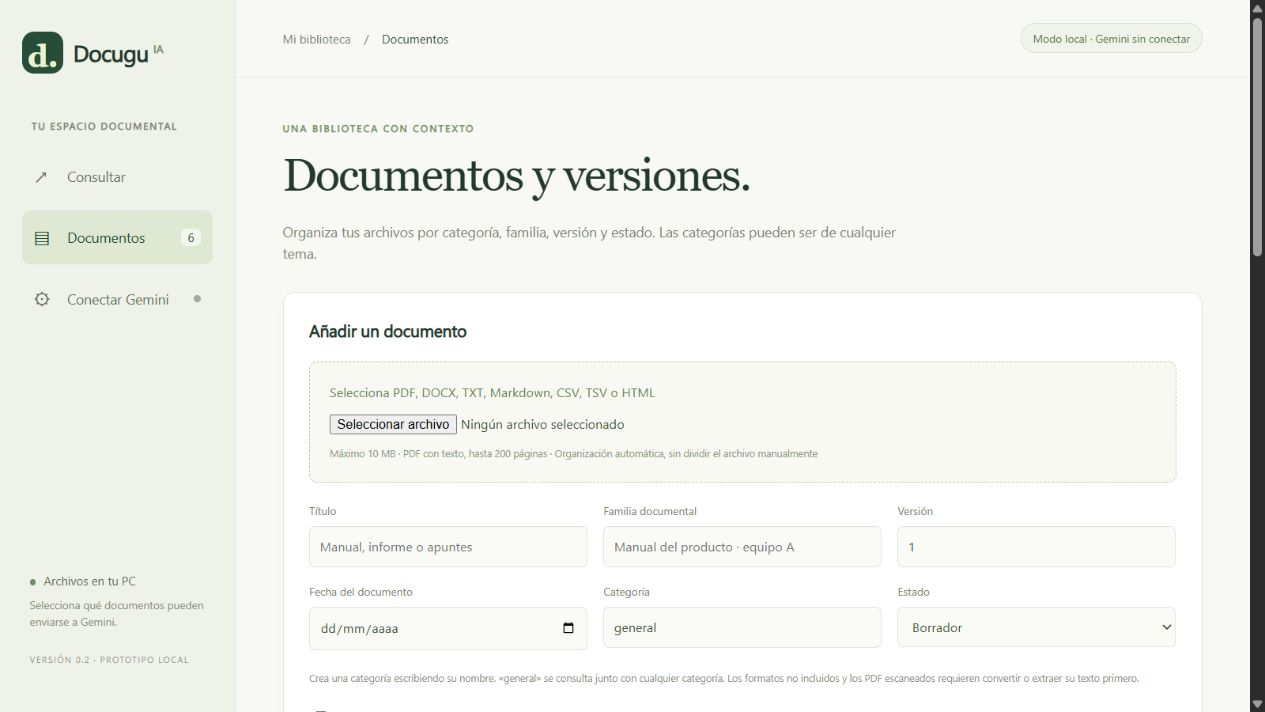 d. Docugu IA
Mi biblioteca / Documentos
Modo local · Gemini sin conectar
TU ESPACIO DOCUMENTAL
Consultar
Documentos 6
Conectar Gemini
UNA BIBLIOTECA CON CONTEXTO
Documentos y versiones.
Organiza tus archivos por categoría, familia, versión y estado. Las categorías pueden ser de cualquier
tema.
Añadir un documento
Selecciona PDF, DOCX, TXT, Markdown, CSV, TSV o HTML
Seleccionar archivo Ningún archivo seleccionado
Máximo 10 MB · PDF con texto, hasta 200 páginas · Organización automática, sin dividir el archivo manualmente
Título Familia documental Versión
Manual, informe o apuntes Manual del producto · equipo A 1
Fecha del documento Categoría Estado
dd/mm/aaaa general Borrador
Crea una categoría escribiendo su nombre. «general» se consulta junto con cualquier categoría. Los formatos no incluidos y los PDF escaneados requieren convertir o extraer su texto primero.
Archivos en tu PC
Selecciona qué documentos pueden
enviarse a Gemini.
VERSIÓN 0.2 · PROTOTIPO LOCAL